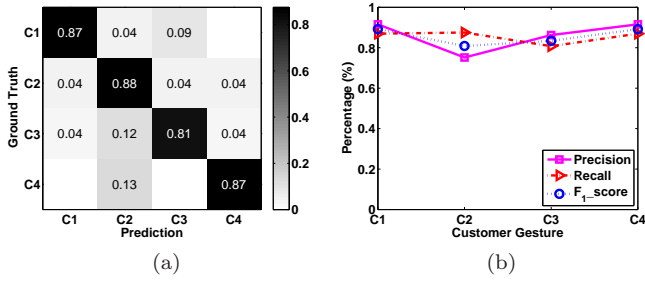 C1 0.87 0.04 0.09
C2 0.04 0.88 0.04 0.04
C3 0.04 0.12 0.81 0.04
C4 0.13 0.87
C1 C2 C3 C4
Prediction
Ground Truth
0.8
0.6
0.4
0.2
0
(a)
1
0.8
0.6
0.4
0.2
0
C1 C2 C3 C4
Customer Gesture
Percentage (%)
Precision
Recall
F1_score
(b)